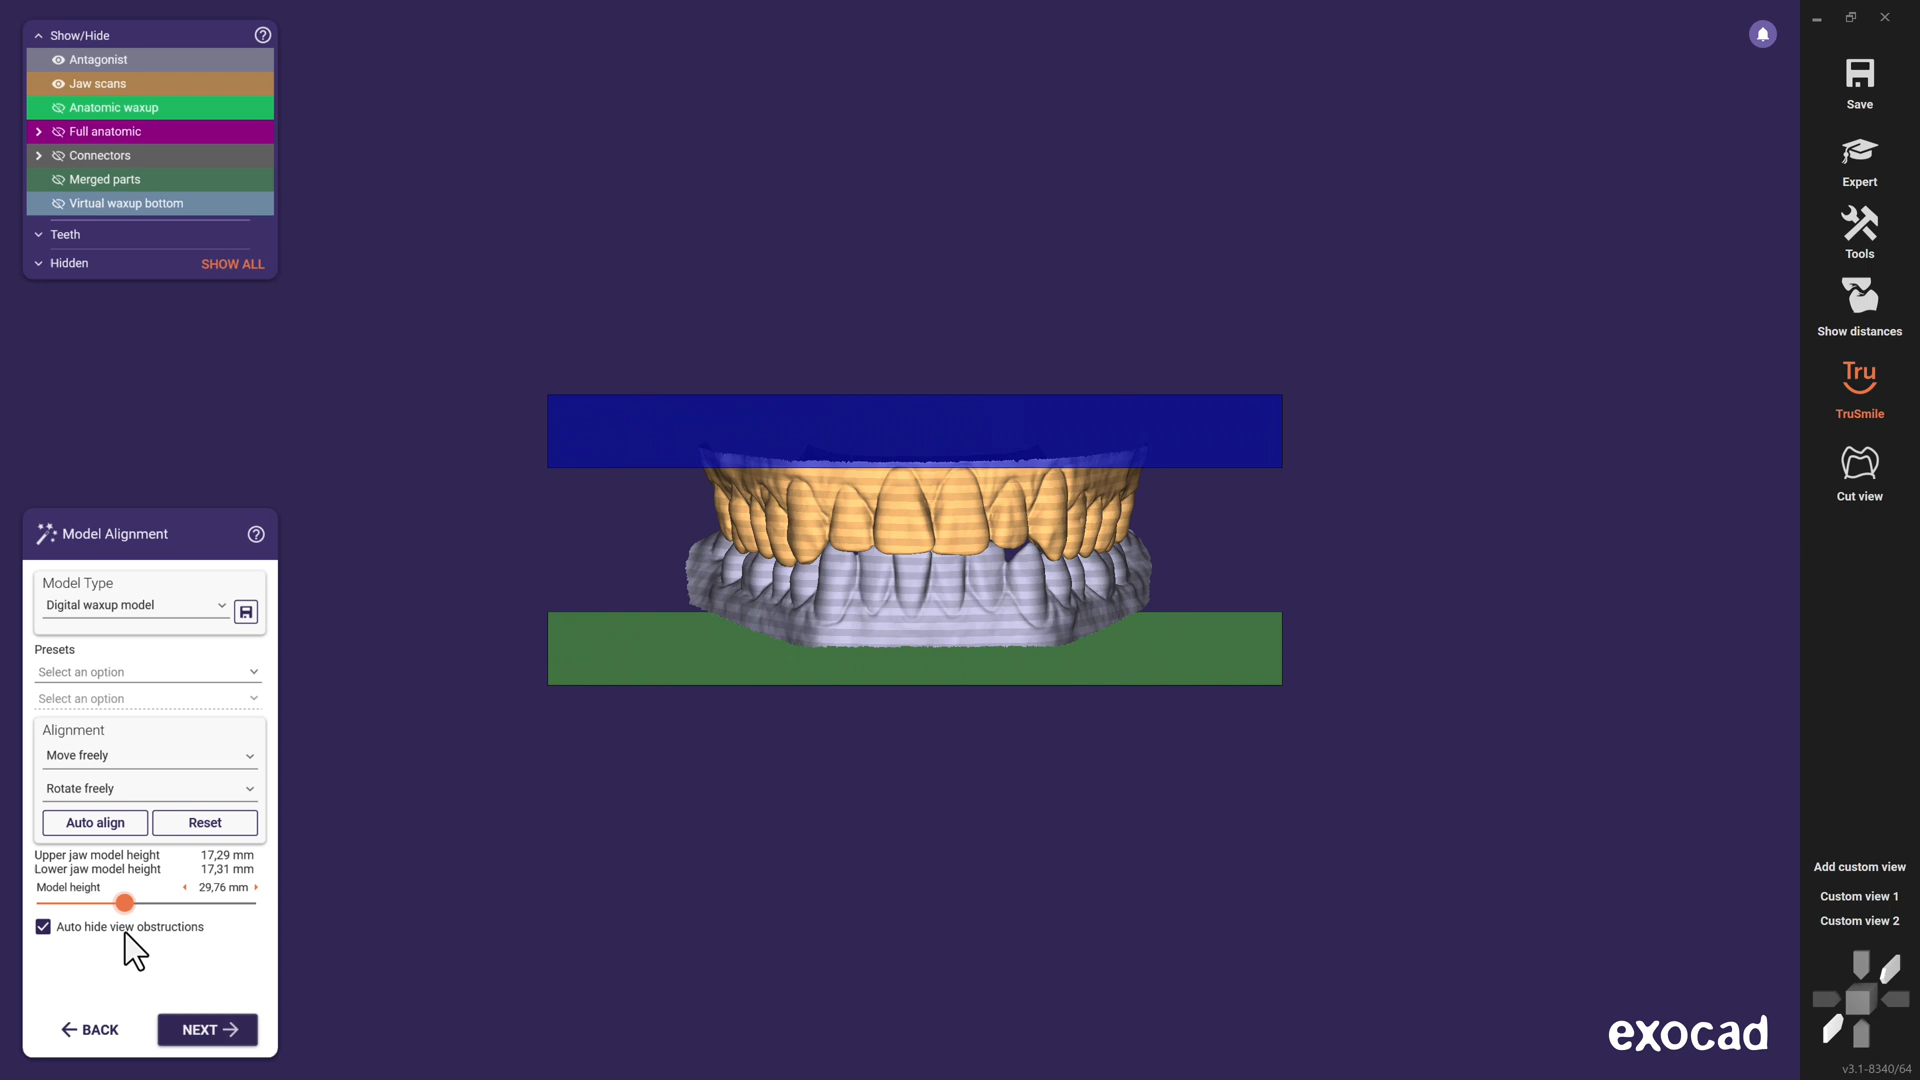 Show/Hide
Antagonist
Jaw scans
Anatomic waxup
Full anatomic
Connectors
Merged parts
Virtual waxup bottom
Teeth
Hidden SHOW ALL
Model Alignment
Model Type
Digital waxup model
Presets
Select an option
Select an option
Alignment
Move freely
Rotate freely
Auto align Reset
Upper jaw model height 17,29 mm
Lower jaw model height 17,31 mm
Model height 29,76 mm
Auto hide view obstructions
BACK NEXT
Save
Expert
Tools
Show distances
Tru
TruSmile
Cut view
Add custom view
Custom view 1
Custom view 2
exocad
v3.1-8340/64